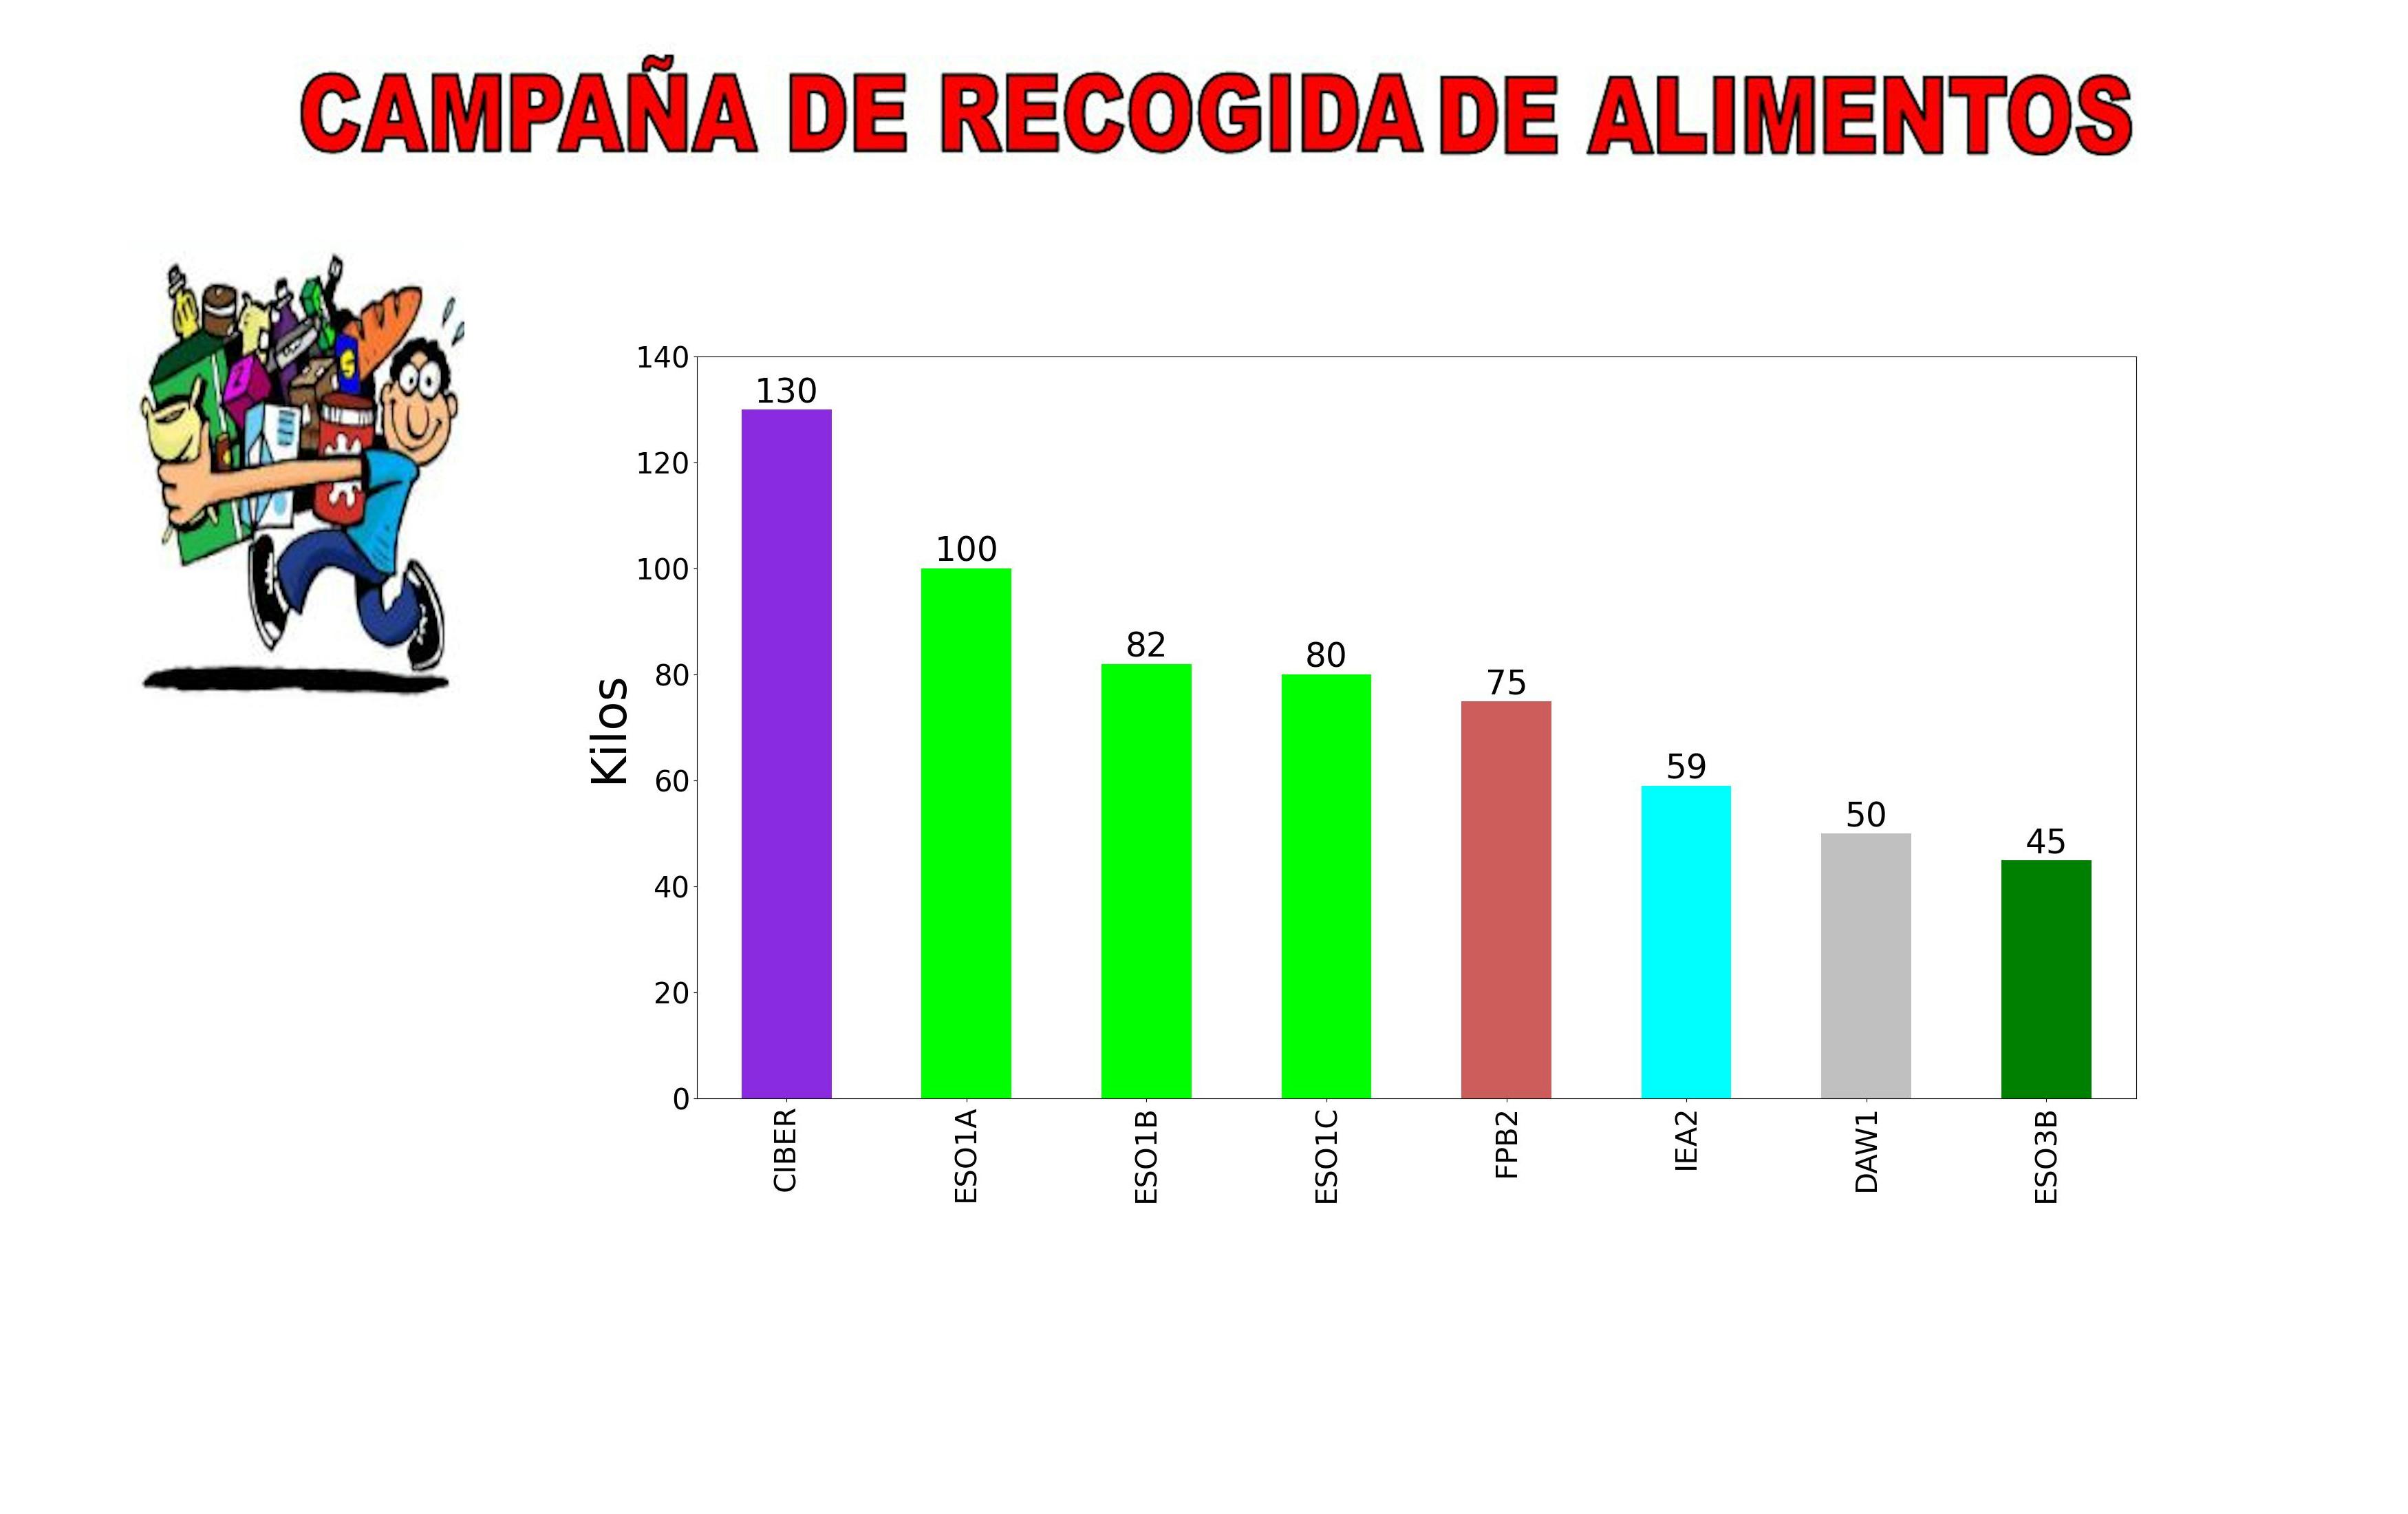 CAMPAÑA DE RECOGIDA DE ALIMENTOS
140
120
100
80
60
40
20
0
Kilos
130
100
82
80
75
59
50
45
CIBER
ESO1A
ESO1B
ESO1C
FPB2
IEA2
DAW1
ESO3B